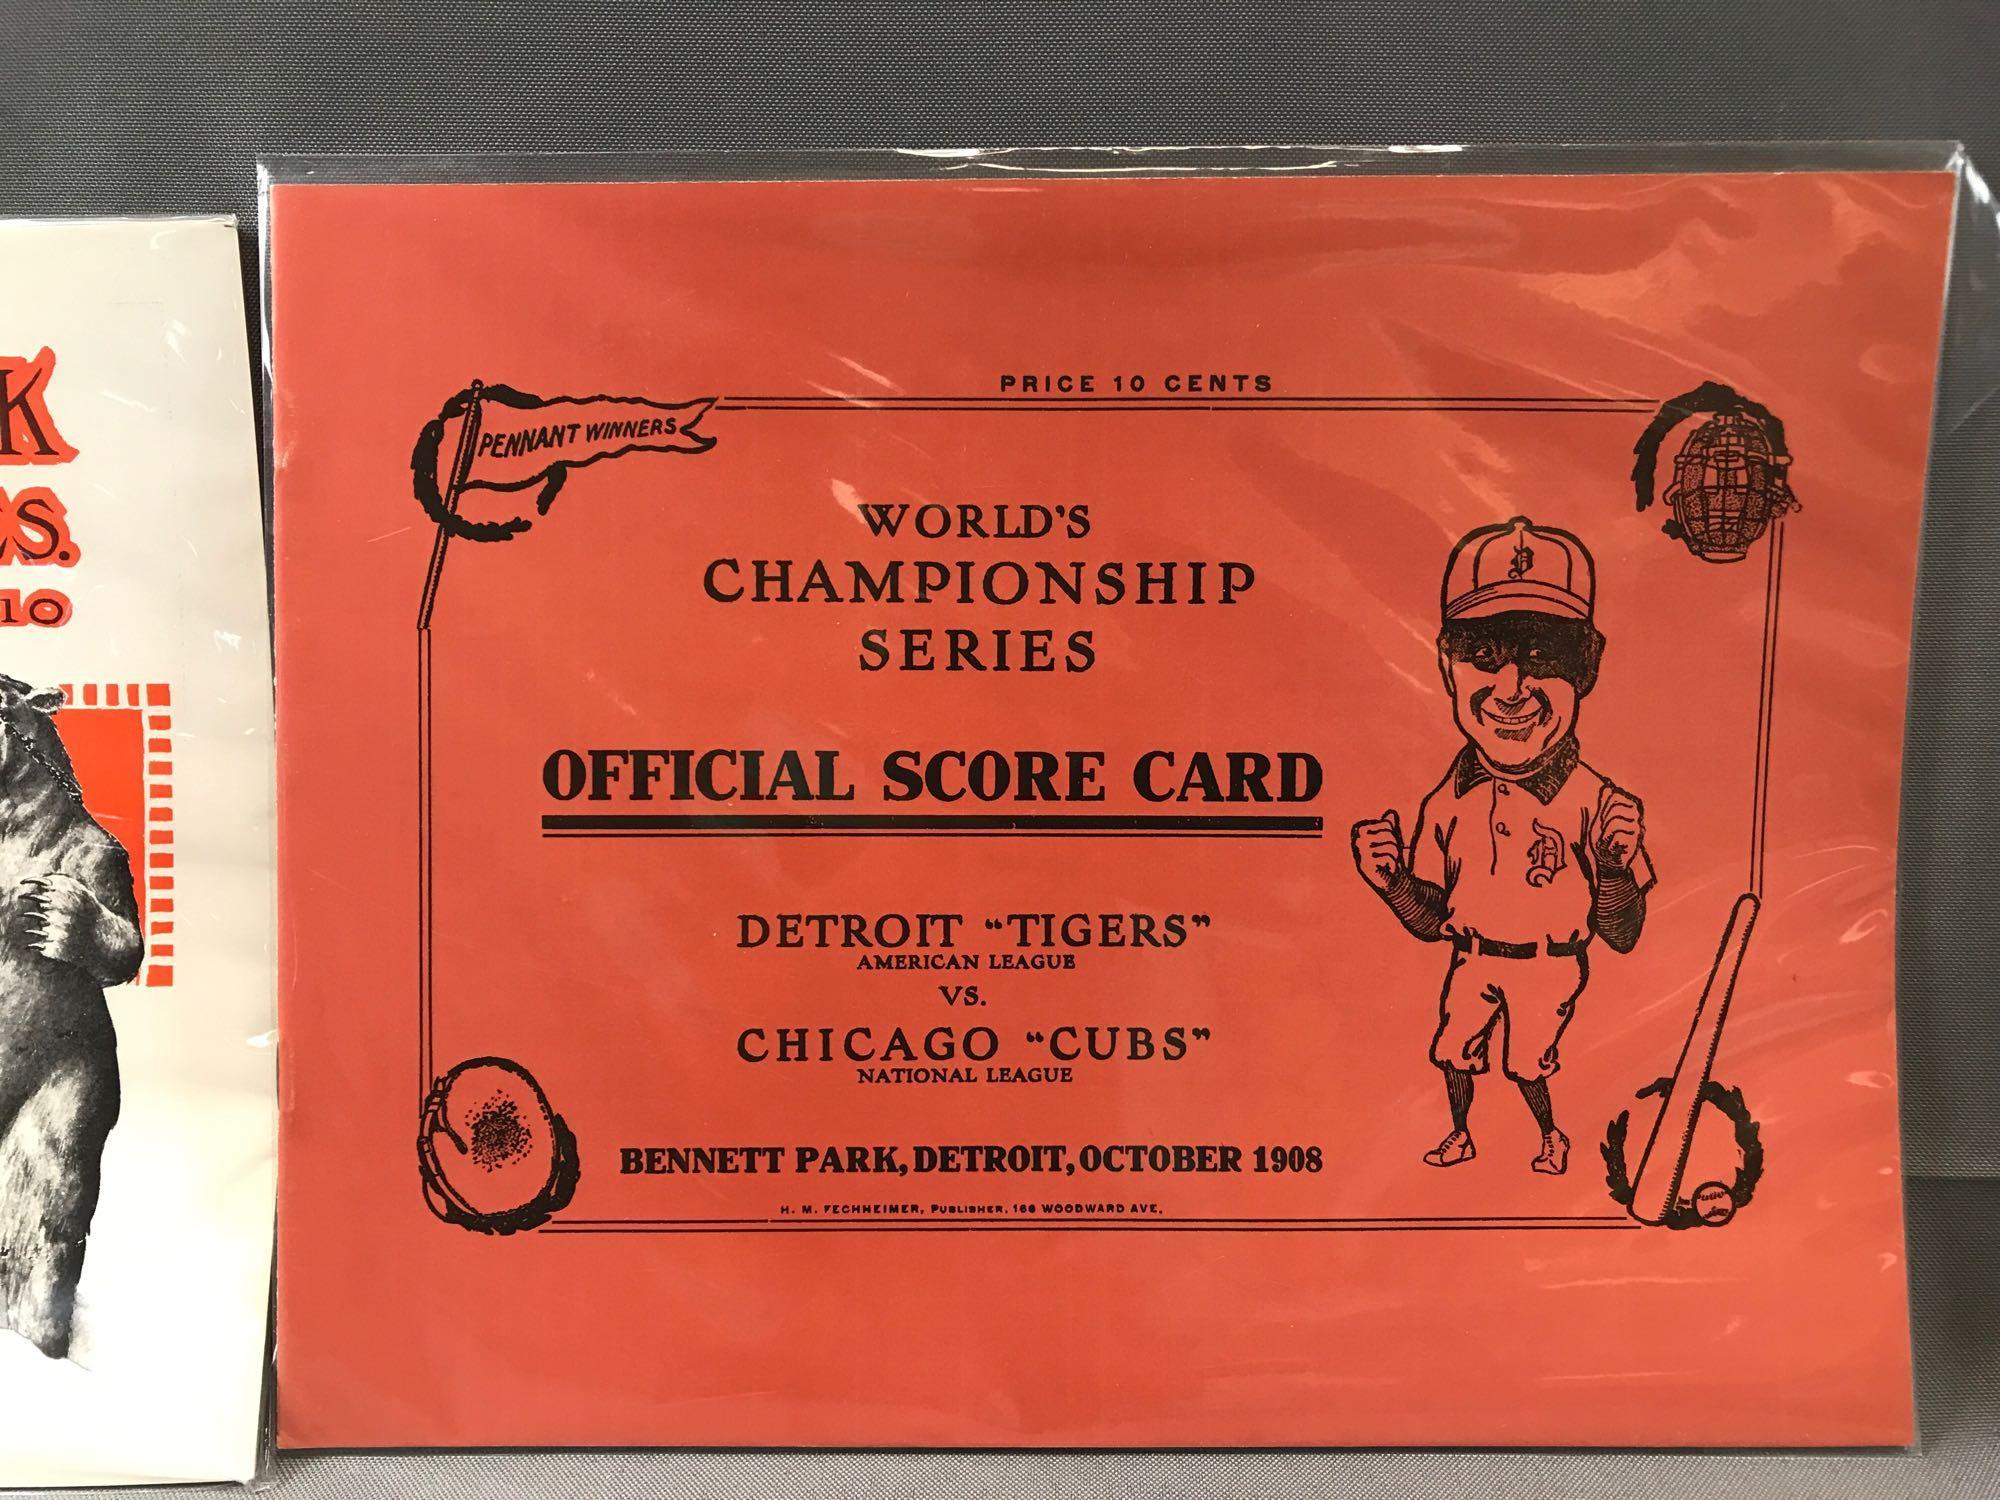 K
S.
10
PRICE 10 CENTS
PENNANT WINNERS
WORLD'S
CHAMPIONSHIP
SERIES
OFFICIAL SCORE CARD
DETROIT "TIGERS"
AMERICAN LEAGUE
VS.
CHICAGO "CUBS"
NATIONAL LEAGUE
BENNETT PARK, DETROIT, OCTOBER 1908
H. M. FECHHEIMER, PUBLISHER, 166 WOODWARD AVE.
D
D